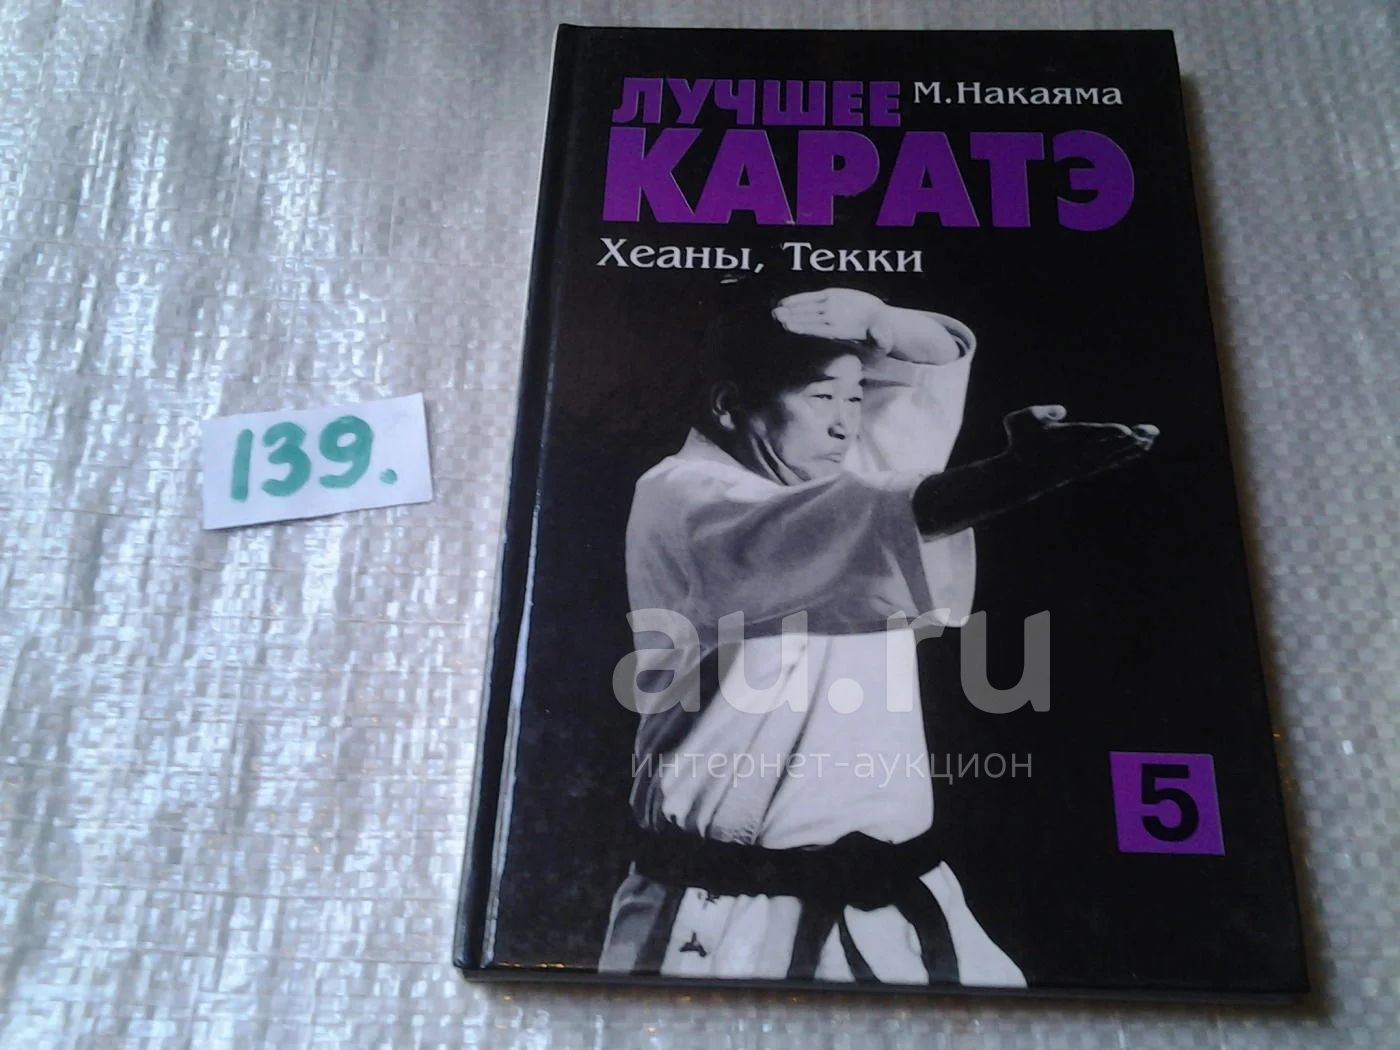 ЛУЧШЕЕ М.Накаяма
КАРАТЭ
Хеаны, Текки
139.
au.ru
интернет-аукцион
5